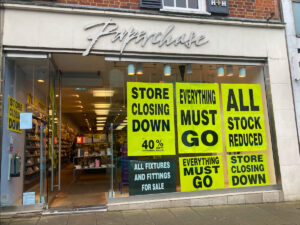 Paperchase
STORE
CLOSING
DOWN
40%
EVERYTHING
MUST
GO
ALL
STOCK
REDUCED
ALL FIXTURES
AND FITTINGS
FOR SALE
EVERYTHING
MUST
GO
STORE
CLOSING
DOWN